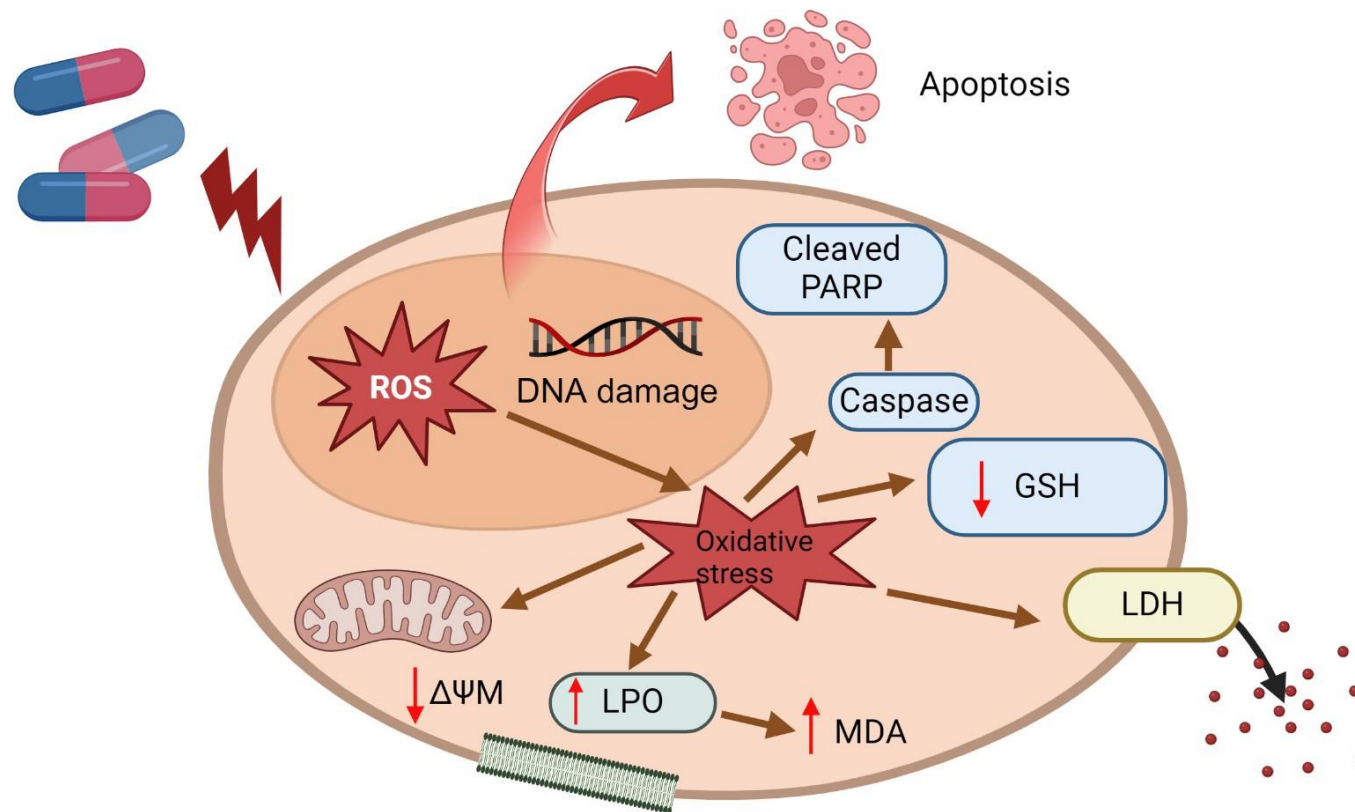 Apoptosis
Cleaved
PARP
ROS
DNA damage
Caspase
GSH
Oxidative
stress
LDH
ΔΨM
LPO
MDA